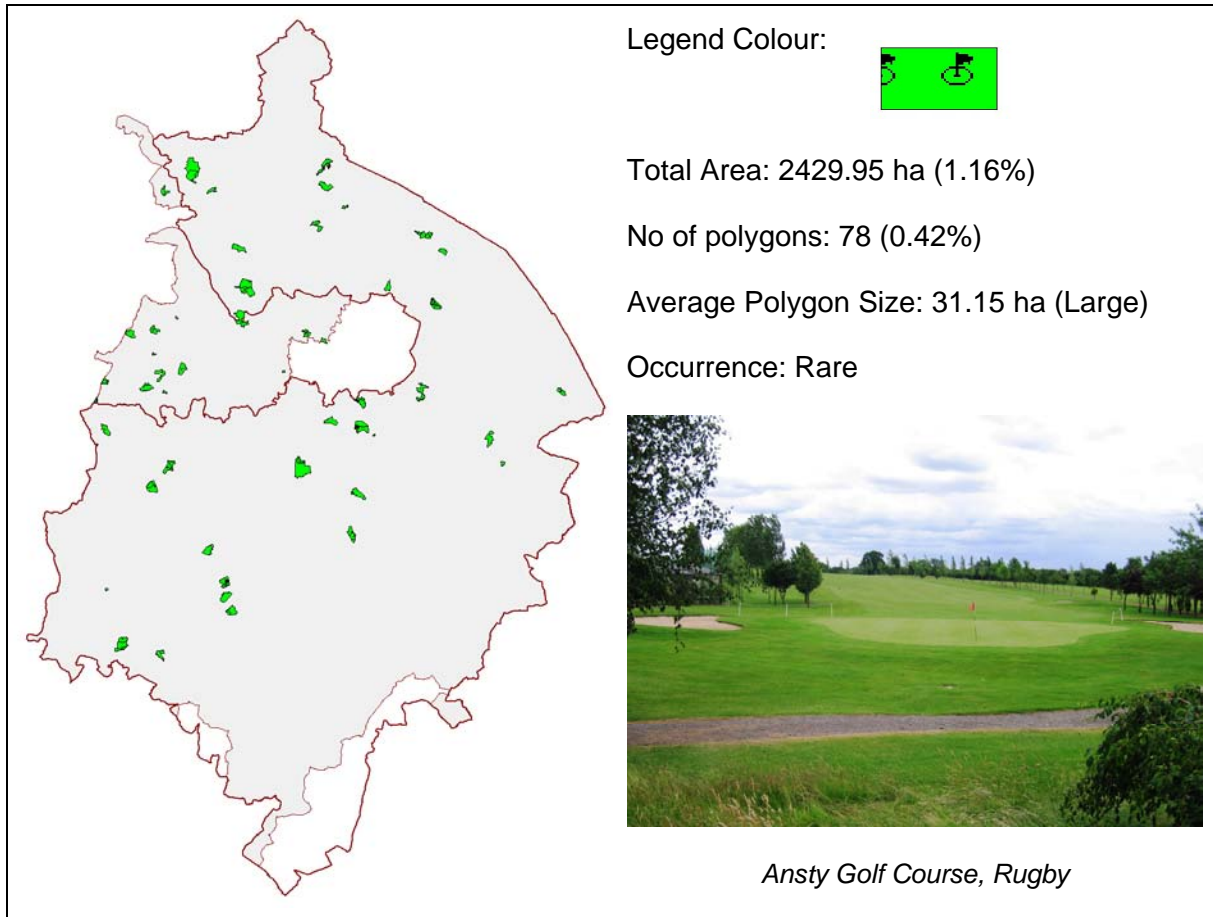 Legend Colour:
Total Area: 2429.95 ha (1.16%)
No of polygons: 78 (0.42%)
Average Polygon Size: 31.15 ha (Large)
Occurrence: Rare
Ansty Golf Course, Rugby